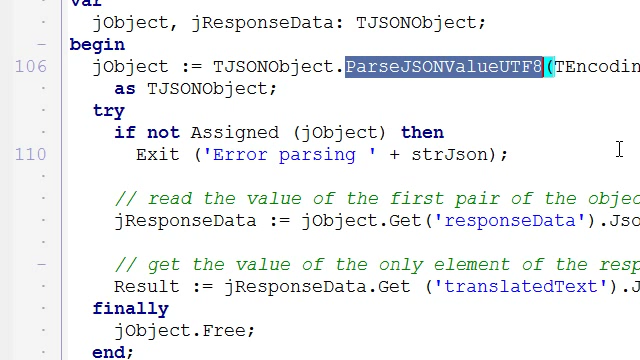 var
jObject, jResponseData: TJSONObject;
begin
106 jObject := TJSONObject.ParseJSONValueUTF8(TEncodin
as TJSONObject;
try
if not Assigned (jObject) then
110 Exit ('Error parsing ' + strJson);
// read the value of the first pair of the objec
jResponseData := jObject.Get('responseData').Jso
// get the value of the only element of the resp
Result := jResponseData.Get ('translatedText').J
finally
jObject.Free;
end;